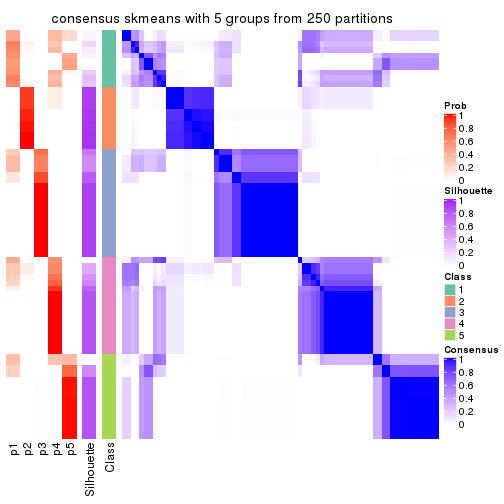 consensus skmeans with 5 groups from 250 partitions
Prob
1
0.8
0.6
0.4
0.2
0
Silhouette
1
0.8
0.6
0.4
0.2
0
Class
1
2
3
4
5
Consensus
1
0.8
0.6
0.4
0.2
0
p1
p2
p3
p4
p5
Silhouette
Class